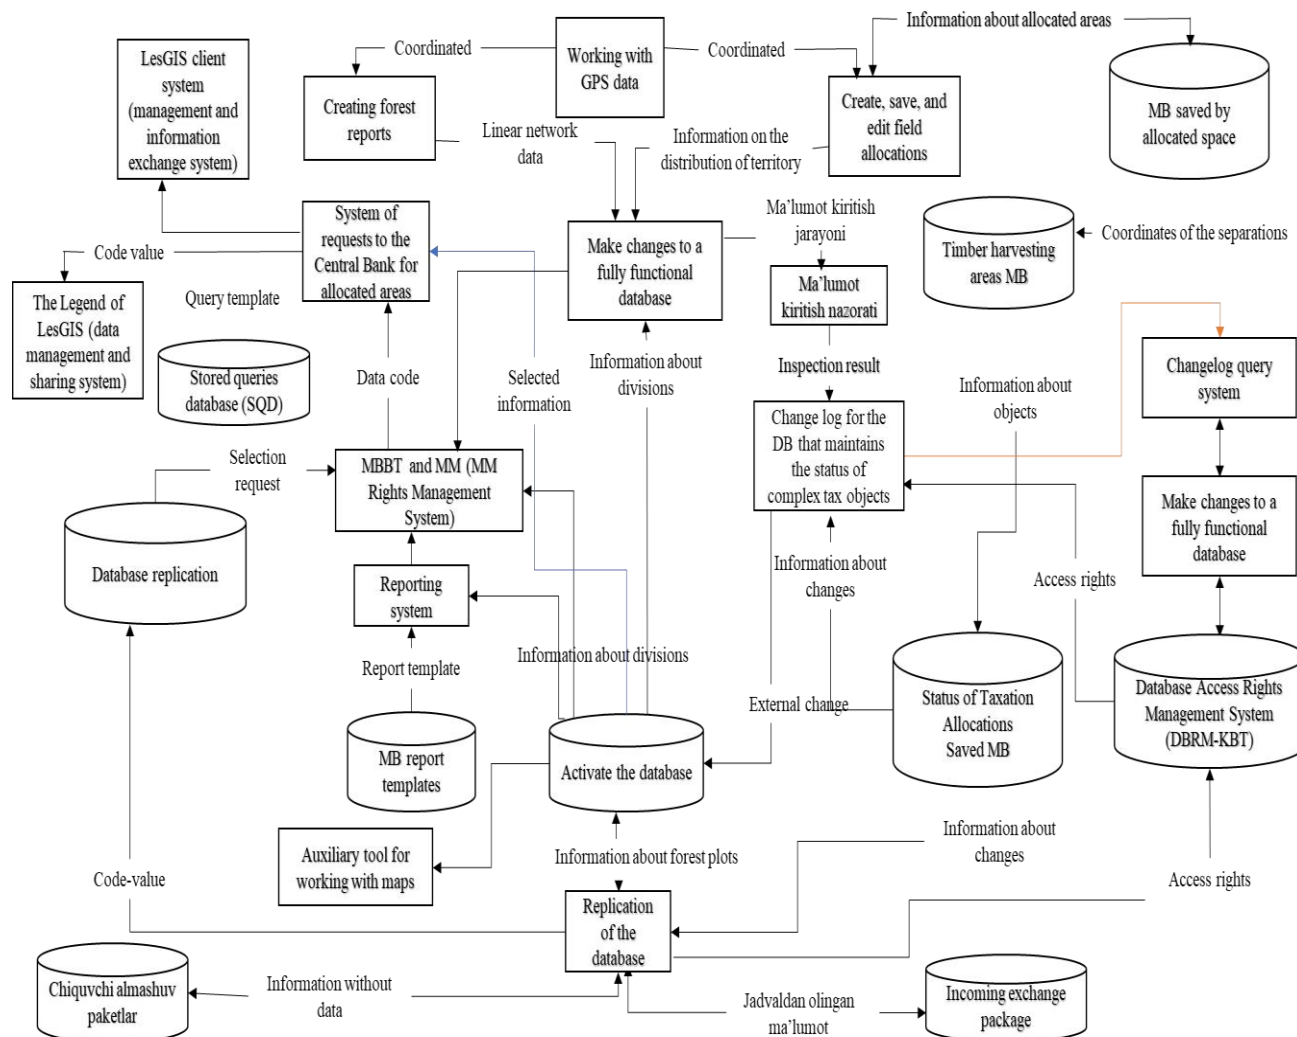 Information about allocated areas
LesGIS client
system
(management and
information
exchange system)
Coordinated
Working with
GPS data
Coordinated
Creating forest
reports
Create, save, and
edit field
allocations
MB saved by
allocated space
Linear network
data
Information on the
distribution of territory
System of
requests to the
Central Bank for
allocated areas
Ma'lumot kiritish
jarayoni
Make changes to a
fully functional
database
Timber harvesting
areas MB
Coordinates of the separations
Code value
Ma'lumot
kiritish nazorati
The Legend of
LesGIS (data
management and
sharing system)
Query template
Stored queries
database (SQD)
Data code
Selected
information
Information about
divisions
Inspection result
Information about
objects
Changelog query
system
Change log for the
DB that maintains
the status of
complex tax objects
Selection
request
MBBT and MM (MM
Rights Management
System)
Make changes to a
fully functional
database
Database replication
Reporting
system
Information about
changes
Access rights
Report template
Information about divisions
MB report
templates
Activate the database
External change
Status of Taxation
Allocations
Saved MB
Database Access Rights
Management System
(DBRM-KBT)
Auxiliary tool for
working with maps
Information about forest plots
Information about
changes
Code-value
Access rights
Replication
of the
database
Chiquvchi almashuv
paketlar
Information without
data
Jadvaldan olingan
ma'lumot
Incoming exchange
package